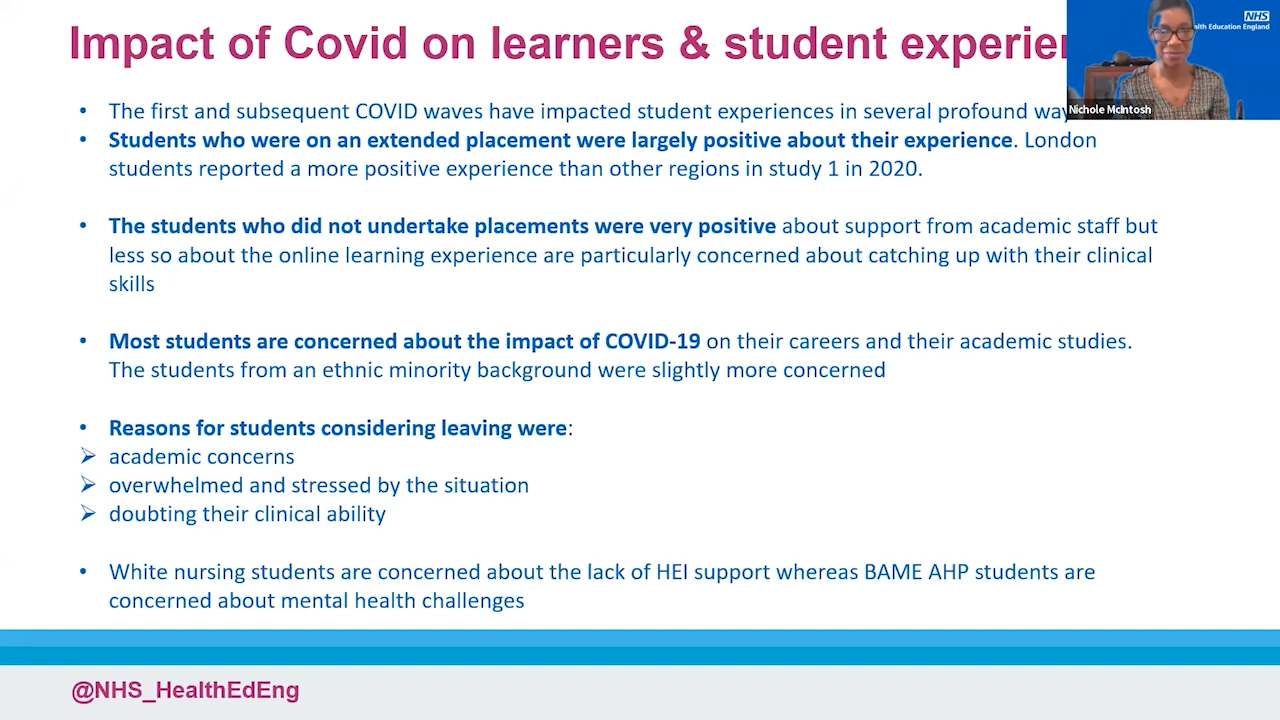 Impact of Covid on learners & student experie
NHS
lth Education England
Nichole McIntosh
• The first and subsequent COVID waves have impacted student experiences in several profound way
• Students who were on an extended placement were largely positive about their experience. London
students reported a more positive experience than other regions in study 1 in 2020.
• The students who did not undertake placements were very positive about support from academic staff but
less so about the online learning experience are particularly concerned about catching up with their clinical
skills
• Most students are concerned about the impact of COVID-19 on their careers and their academic studies.
The students from an ethnic minority background were slightly more concerned
• Reasons for students considering leaving were:
➢ academic concerns
➢ overwhelmed and stressed by the situation
➢ doubting their clinical ability
• White nursing students are concerned about the lack of HEI support whereas BAME AHP students are
concerned about mental health challenges
@NHS_HealthEdEng